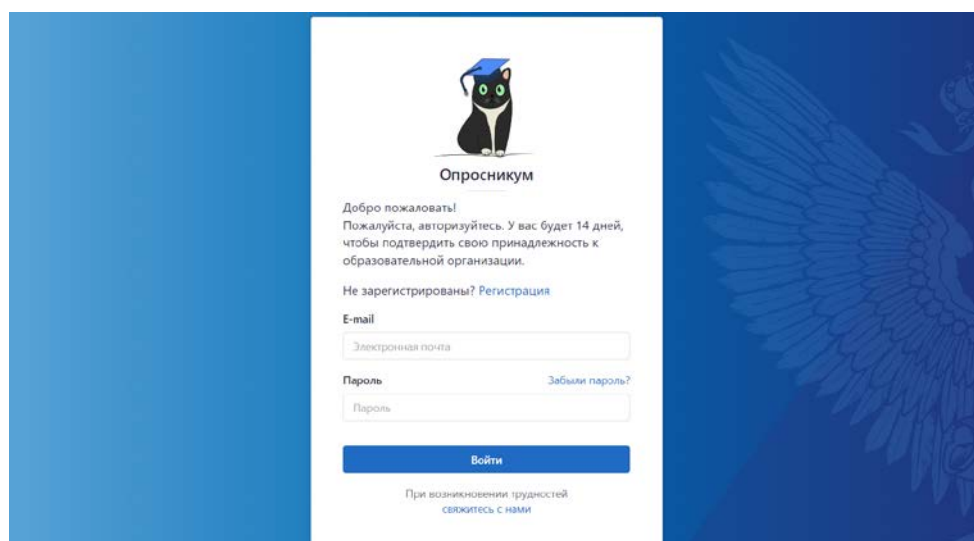 Опросникум
Добро пожаловать!
Пожалуйста, авторизуйтесь. У вас будет 14 дней,
чтобы подтвердить свою принадлежность к
образовательной организации.
Не зарегистрированы? Регистрация
E-mail
Электронная почта
Пароль Забыли пароль?
Пароль
Войти
При возникновении трудностей
свяжитесь с нами